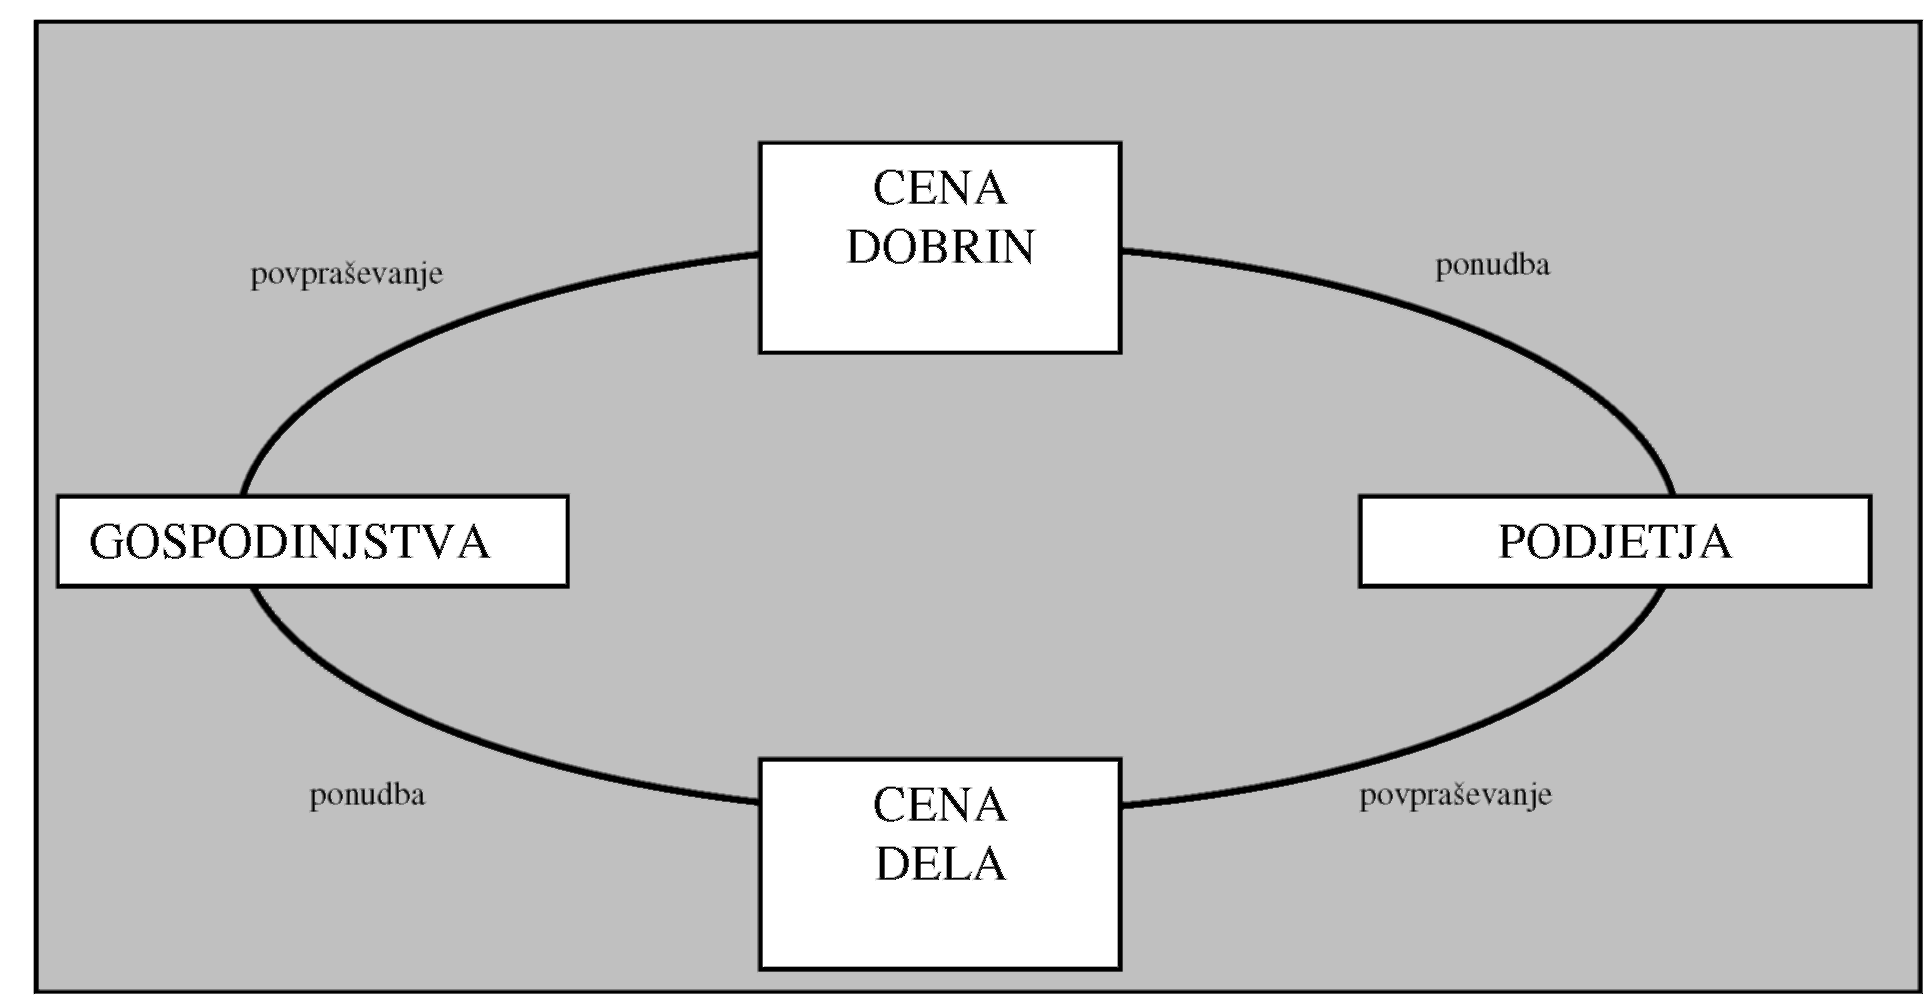 CENA
DOBRIN
povpraševanje
ponudba
GOSPODINJSTVA
PODJETJA
ponudba
povpraševanje
CENA
DELA